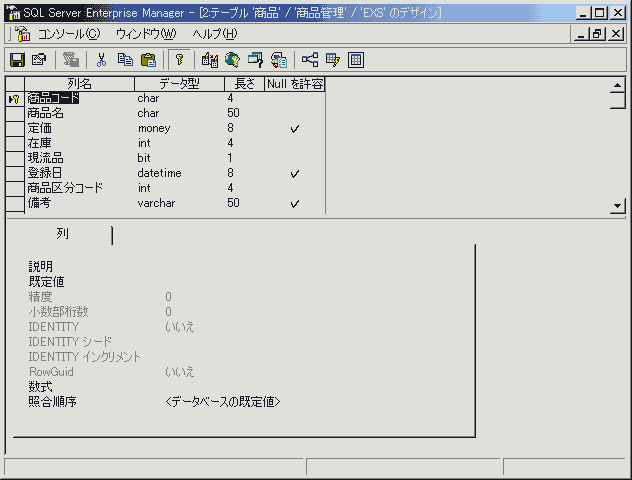 SQL Server Enterprise Manager - [2:テーブル '商品' / '商品管理' / 'EXS' のデザイン]
コンソール(C) ウィンドウ(W) ヘルプ(H)
列名 データ型 長さ Null を許容
商品コード char 4
商品名 char 50
定価 money 8 ✓
在庫 int 4
現流品 bit 1
登録日 datetime 8 ✓
商品区分コード int 4
備考 varchar 50 ✓
列
説明
既定値
精度 0
小数部桁数 0
IDENTITY いいえ
IDENTITY シード
IDENTITY インクリメント
RowGuid いいえ
数式
照合順序 <データベースの既定値>